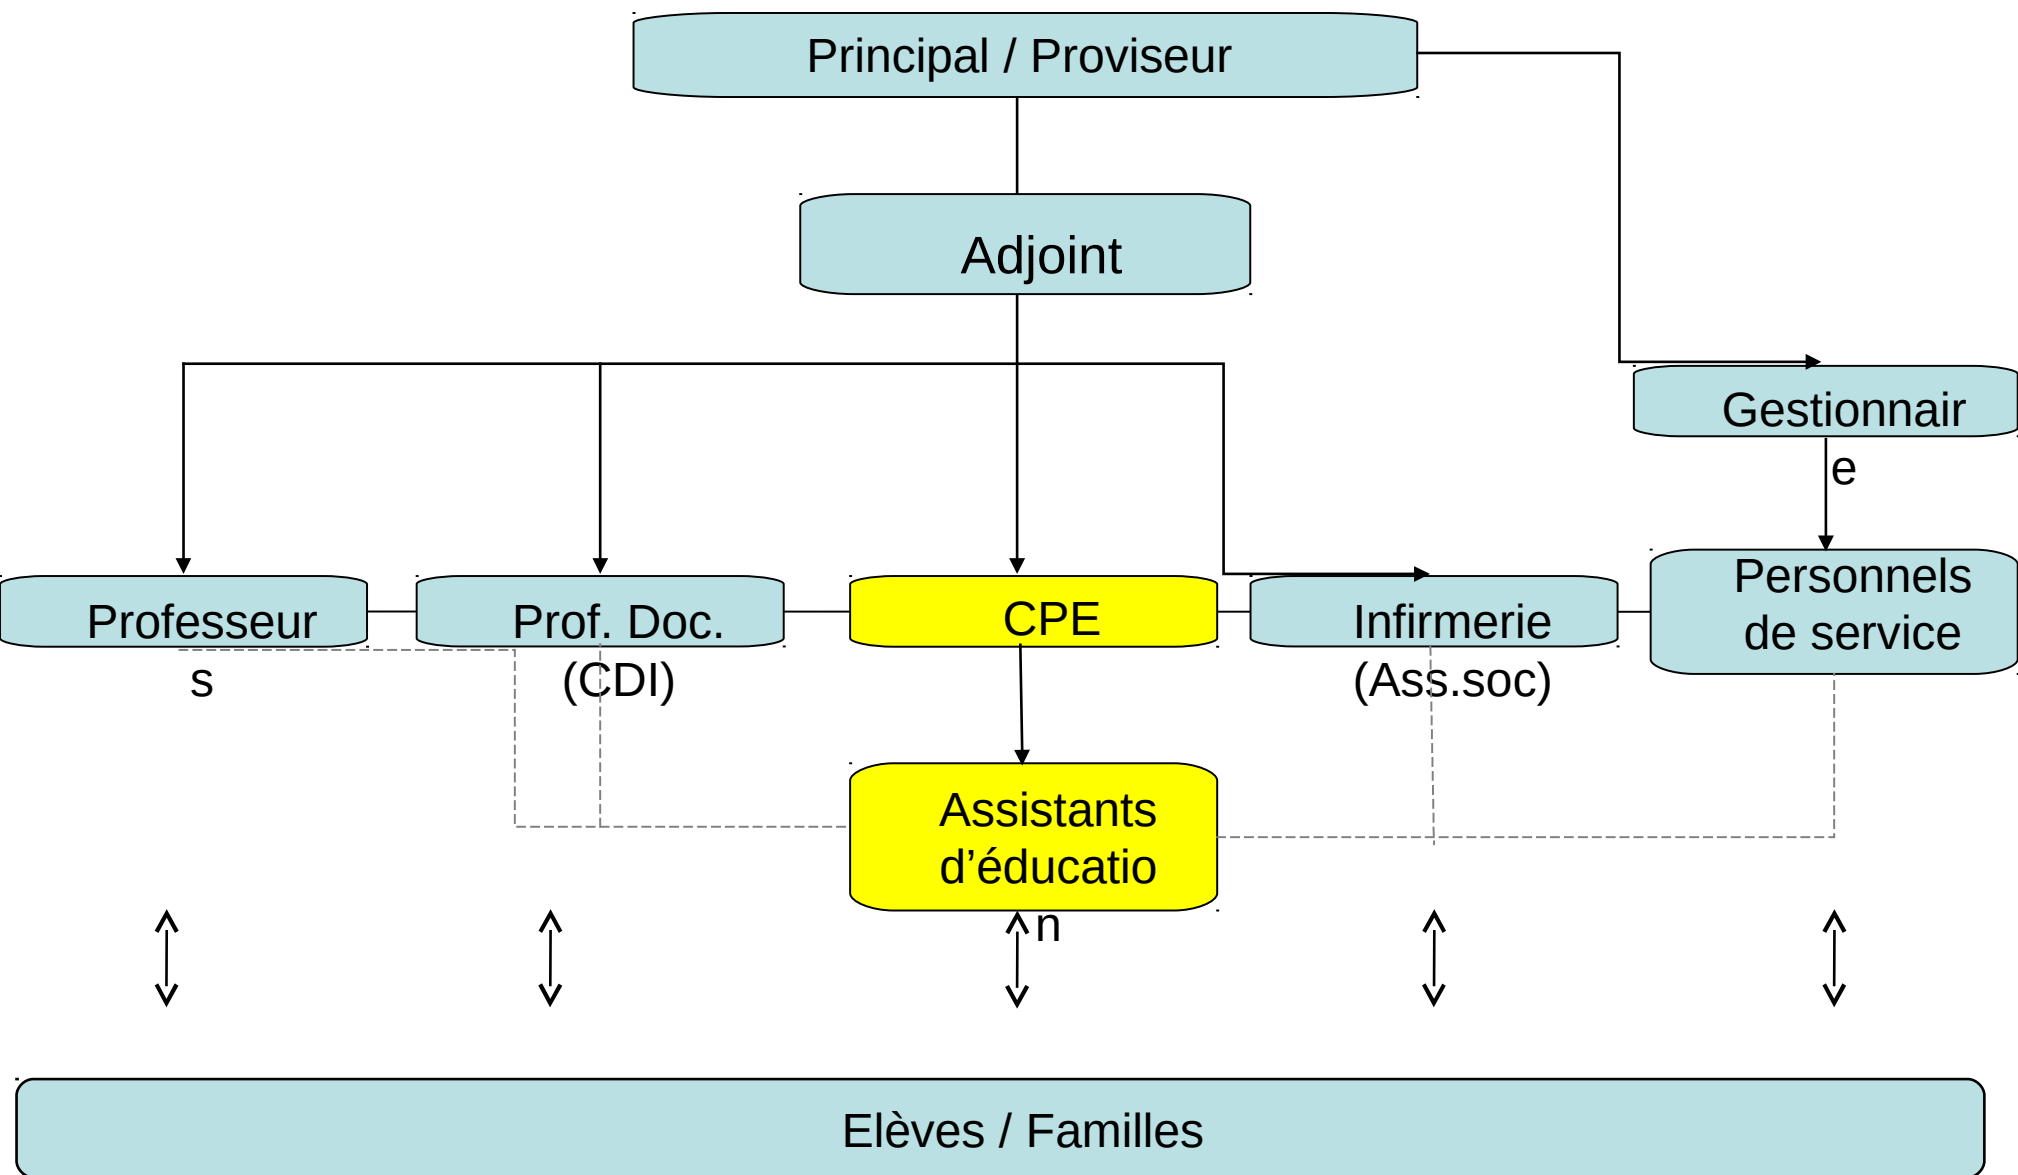 Principal / Proviseur
Adjoint
Gestionnair
e
Professeur
s
Prof. Doc.
(CDI)
CPE
Infirmerie
(Ass.soc)
Personnels
de service
Assistants
d’éducatio
n
Elèves / Familles